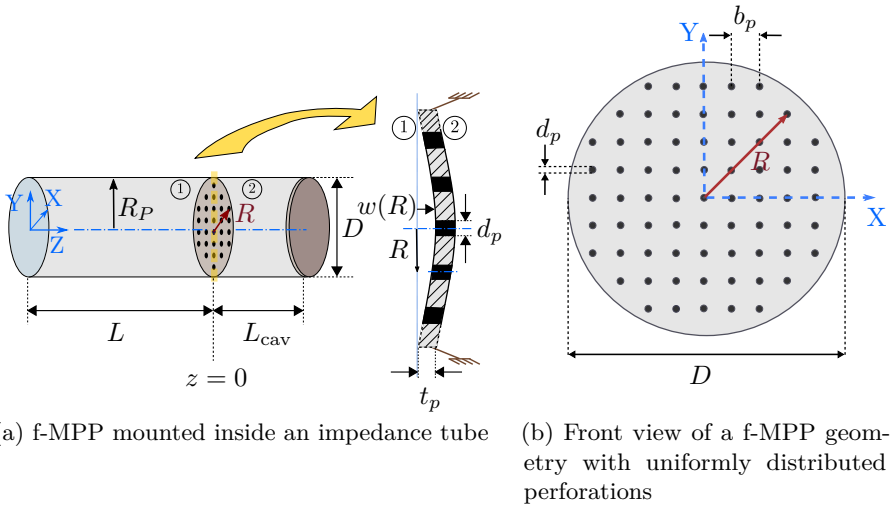 Y
X
Z
R_P
①
②
R
D
L
L_cav
z = 0
①
②
w(R)
R
d_p
t_p
b_p
Y
d_p
R
X
D
a) f-MPP mounted inside an impedance tube
(b) Front view of a f-MPP geom-
etry with uniformly distributed
perforations